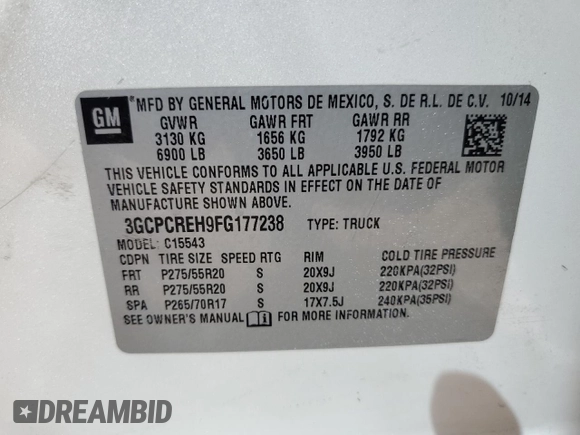 GM
MFD BY GENERAL MOTORS DE MEXICO, S. DE R.L. DE C.V. 10/14
GVWR GAWR FRT GAWR RR
3130 KG 1656 KG 1792 KG
6900 LB 3650 LB 3950 LB
THIS VEHICLE CONFORMS TO ALL APPLICABLE U.S. FEDERAL MOTOR
VEHICLE SAFETY STANDARDS IN EFFECT ON THE DATE OF
MANUFACTURE SHOWN ABOVE.
3GCPCREH9FG177238 TYPE: TRUCK
MODEL: C15543
CDPN TIRE SIZE SPEED RTG RIM COLD TIRE PRESSURE
FRT P275/55R20 S 20X9J 220KPA(32PSI)
RR P275/55R20 S 20X9J 220KPA(32PSI)
SPA P265/70R17 S 17X7.5J 240KPA(35PSI)
SEE OWNER'S MANUAL FOR MORE INFORMATION.
DREAMBID